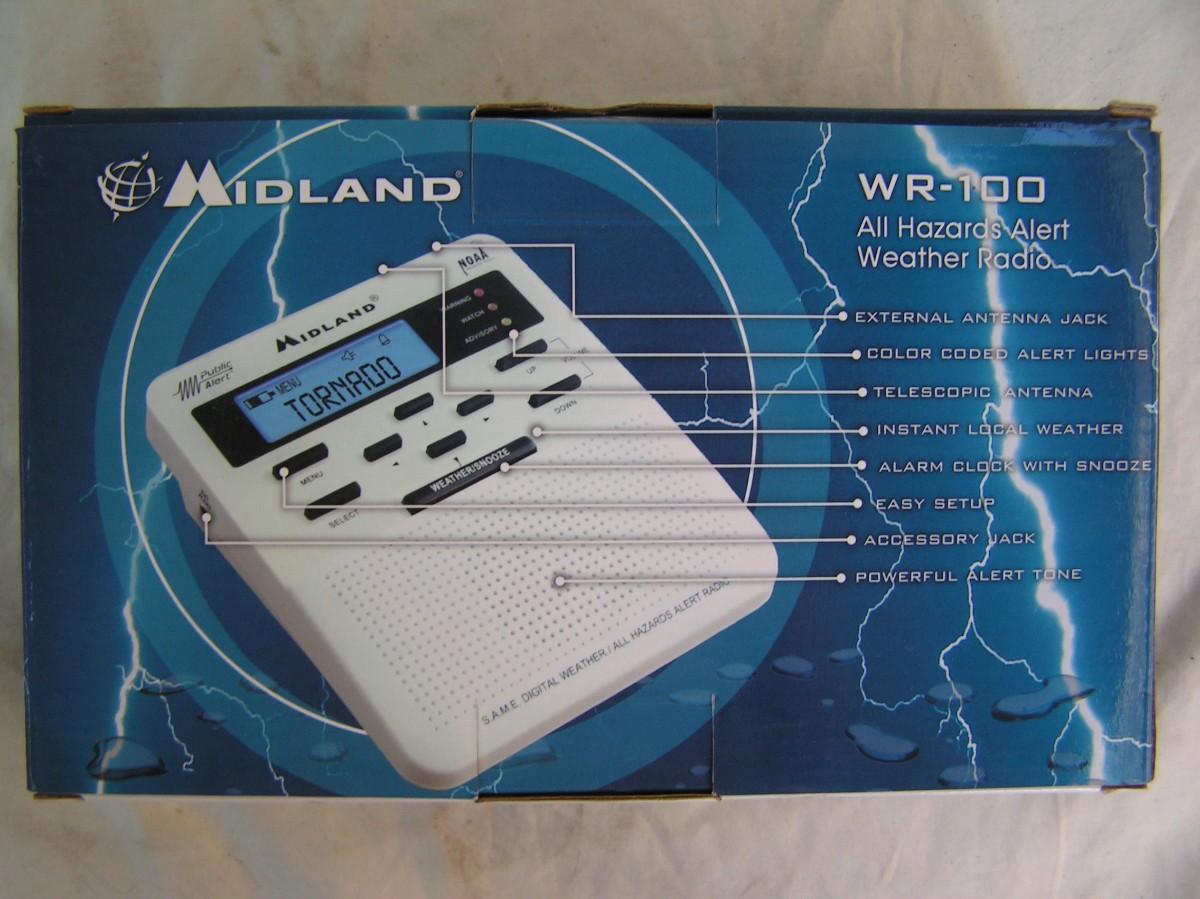 MIDLAND®
WR-100
All Hazards Alert
Weather Radio
NOAA
MIDLAND®
Public
Alert
WARNING
WATCH
ADVISORY
MENU
TORNADO
VOLUME
UP
DOWN
MENU
SELECT
WEATHER/SNOOZE
S.A.M.E. DIGITAL WEATHER / ALL HAZARDS ALERT RADIO
EXTERNAL ANTENNA JACK
COLOR CODED ALERT LIGHTS
TELESCOPIC ANTENNA
INSTANT LOCAL WEATHER
ALARM CLOCK WITH SNOOZE
EASY SETUP
ACCESSORY JACK
POWERFUL ALERT TONE